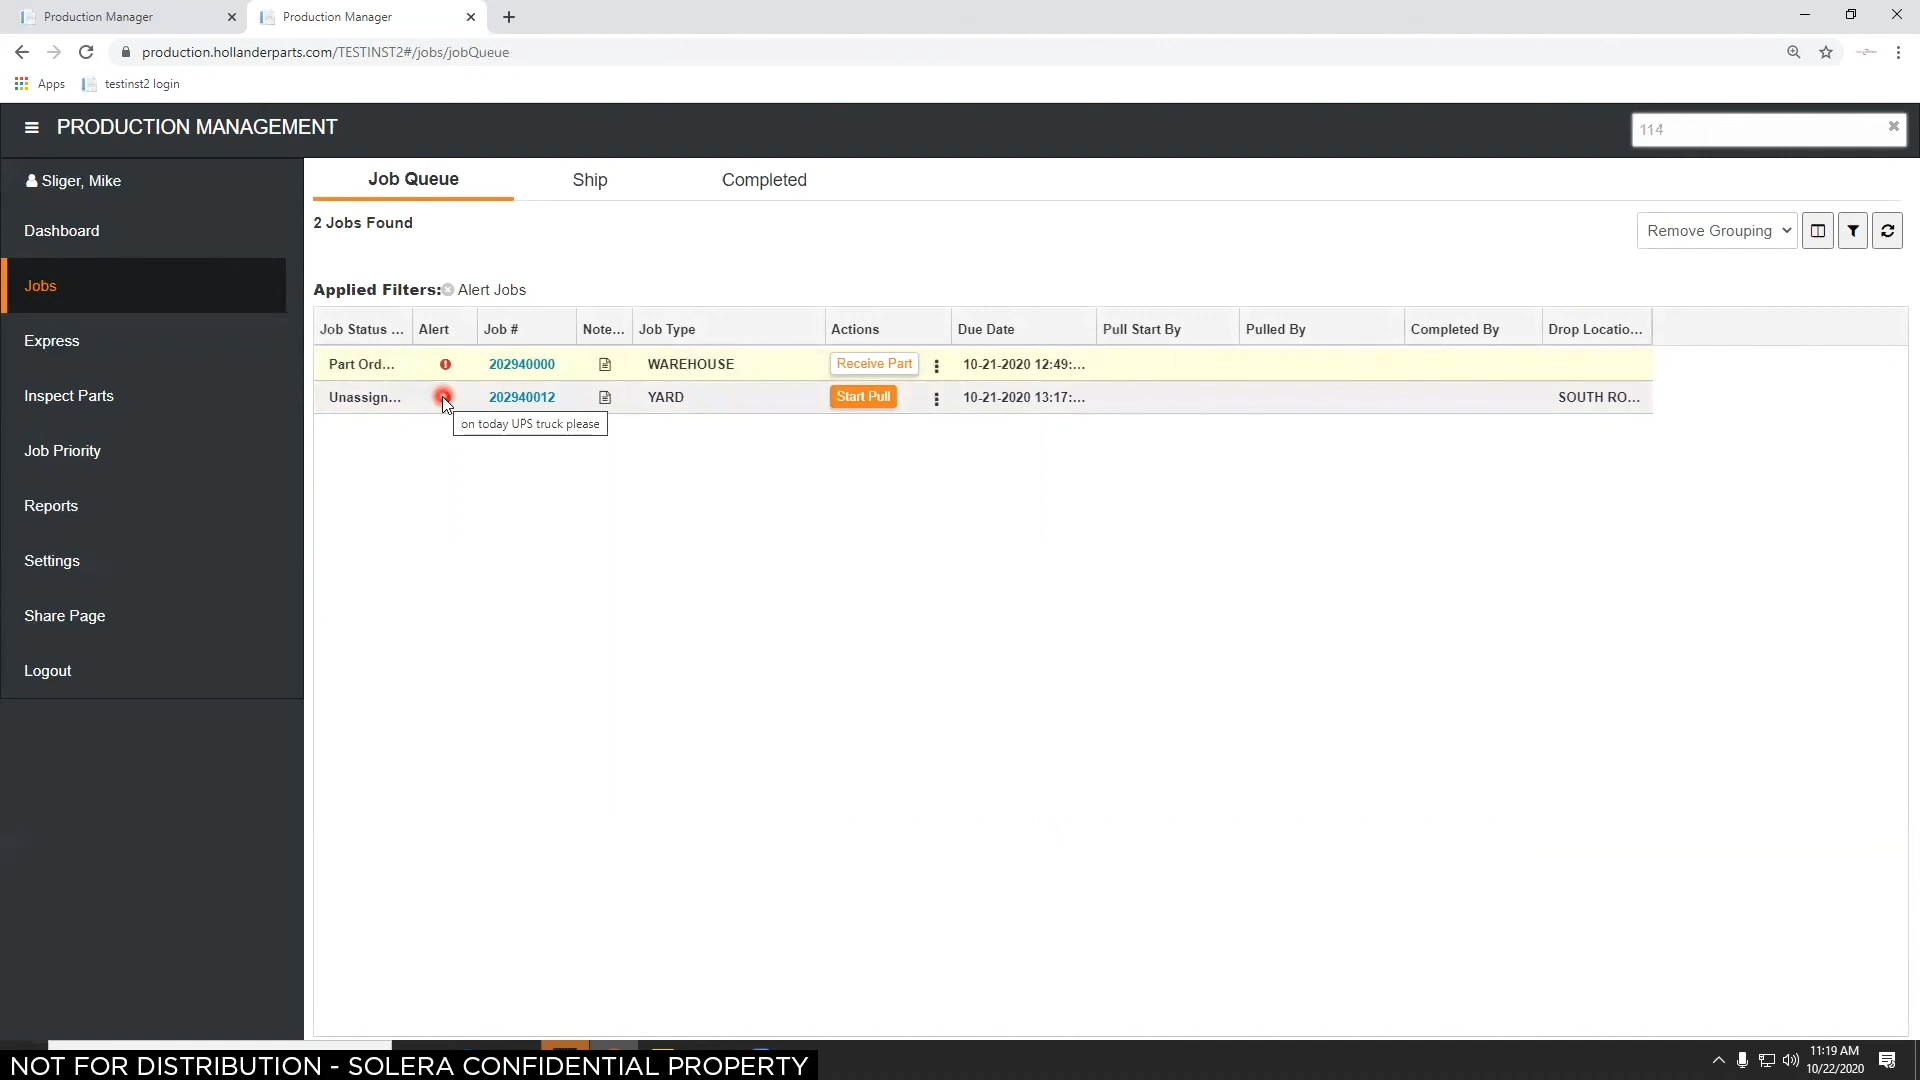 Production Manager
Production Manager
production.hollanderparts.com/TESTINST2#/jobs/jobQueue
Apps
testinst2 login
PRODUCTION MANAGEMENT
114
Sliger, Mike
Dashboard
Jobs
Express
Inspect Parts
Job Priority
Reports
Settings
Share Page
Logout
Job Queue Ship Completed
2 Jobs Found
Remove Grouping
Applied Filters: Alert Jobs
Job Status ... Alert Job # Note... Job Type Actions Due Date Pull Start By Pulled By Completed By Drop Locatio...
Part Ord... 202940000 WAREHOUSE Receive Part 10-21-2020 12:49:...
Unassign... 202940012 YARD Start Pull 10-21-2020 13:17:... SOUTH RO...
on today UPS truck please
NOT FOR DISTRIBUTION - SOLERA CONFIDENTIAL PROPERTY
11:19 AM
10/22/2020